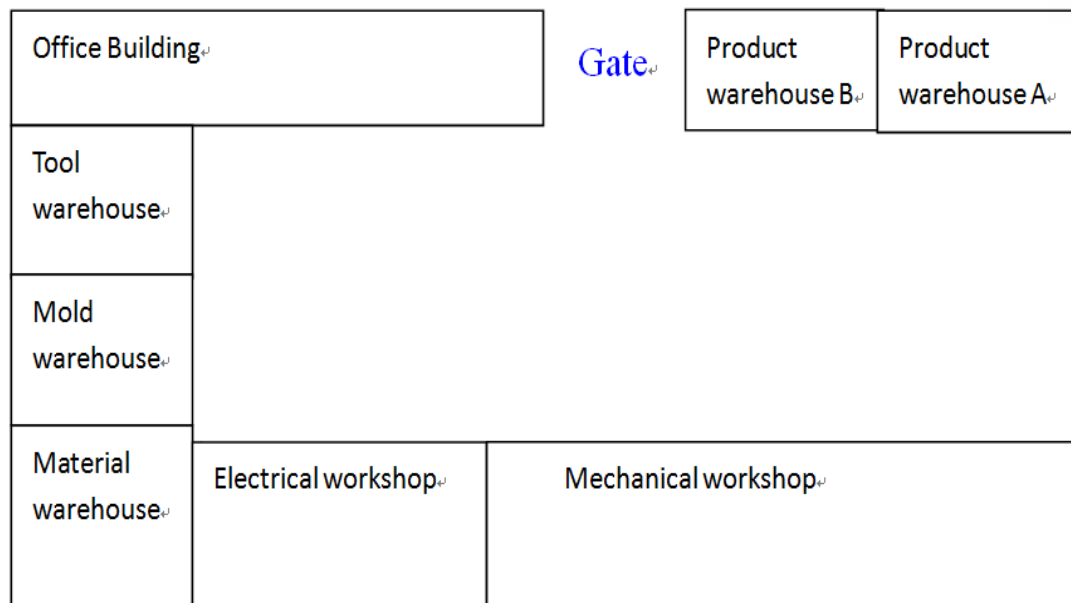 Office Building
Gate
Product
warehouse B
Product
warehouse A
Tool
warehouse
Mold
warehouse
Material
warehouse
Electrical workshop
Mechanical workshop